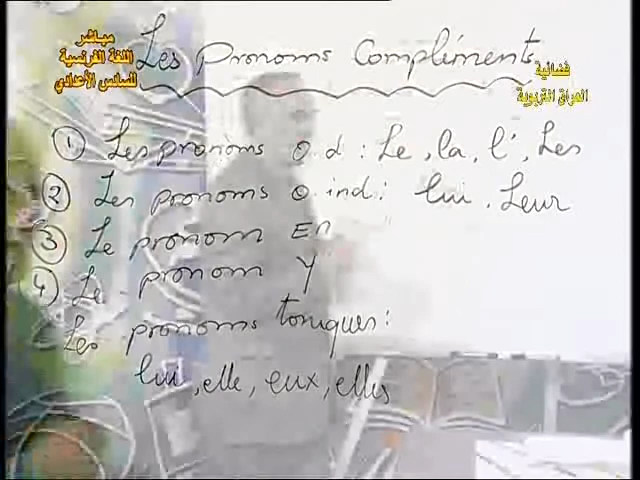 مباشر
اللغة الفرنسية
للسادس الأعدادي
فضائية
العراق التربوية
Les Pronoms Compléments
1 Les pronoms o.d : Le, la, l', Les
2 Les pronoms o.ind : lui, Leur
3 Le pronom En
4 Le pronom Y
Les pronoms toniques:
lui, elle, eux, elles